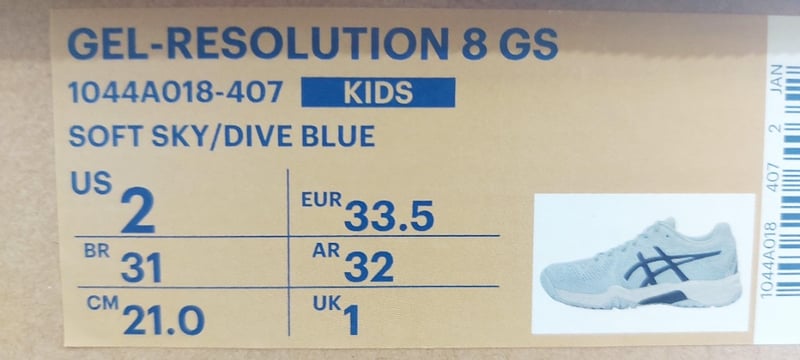 GEL-RESOLUTION 8 GS
1044A018-407 KIDS
SOFT SKY/DIVE BLUE
US 2 EUR 33.5
BR 31 AR 32
CM 21.0 UK 1
1044A018 407 2 JAN